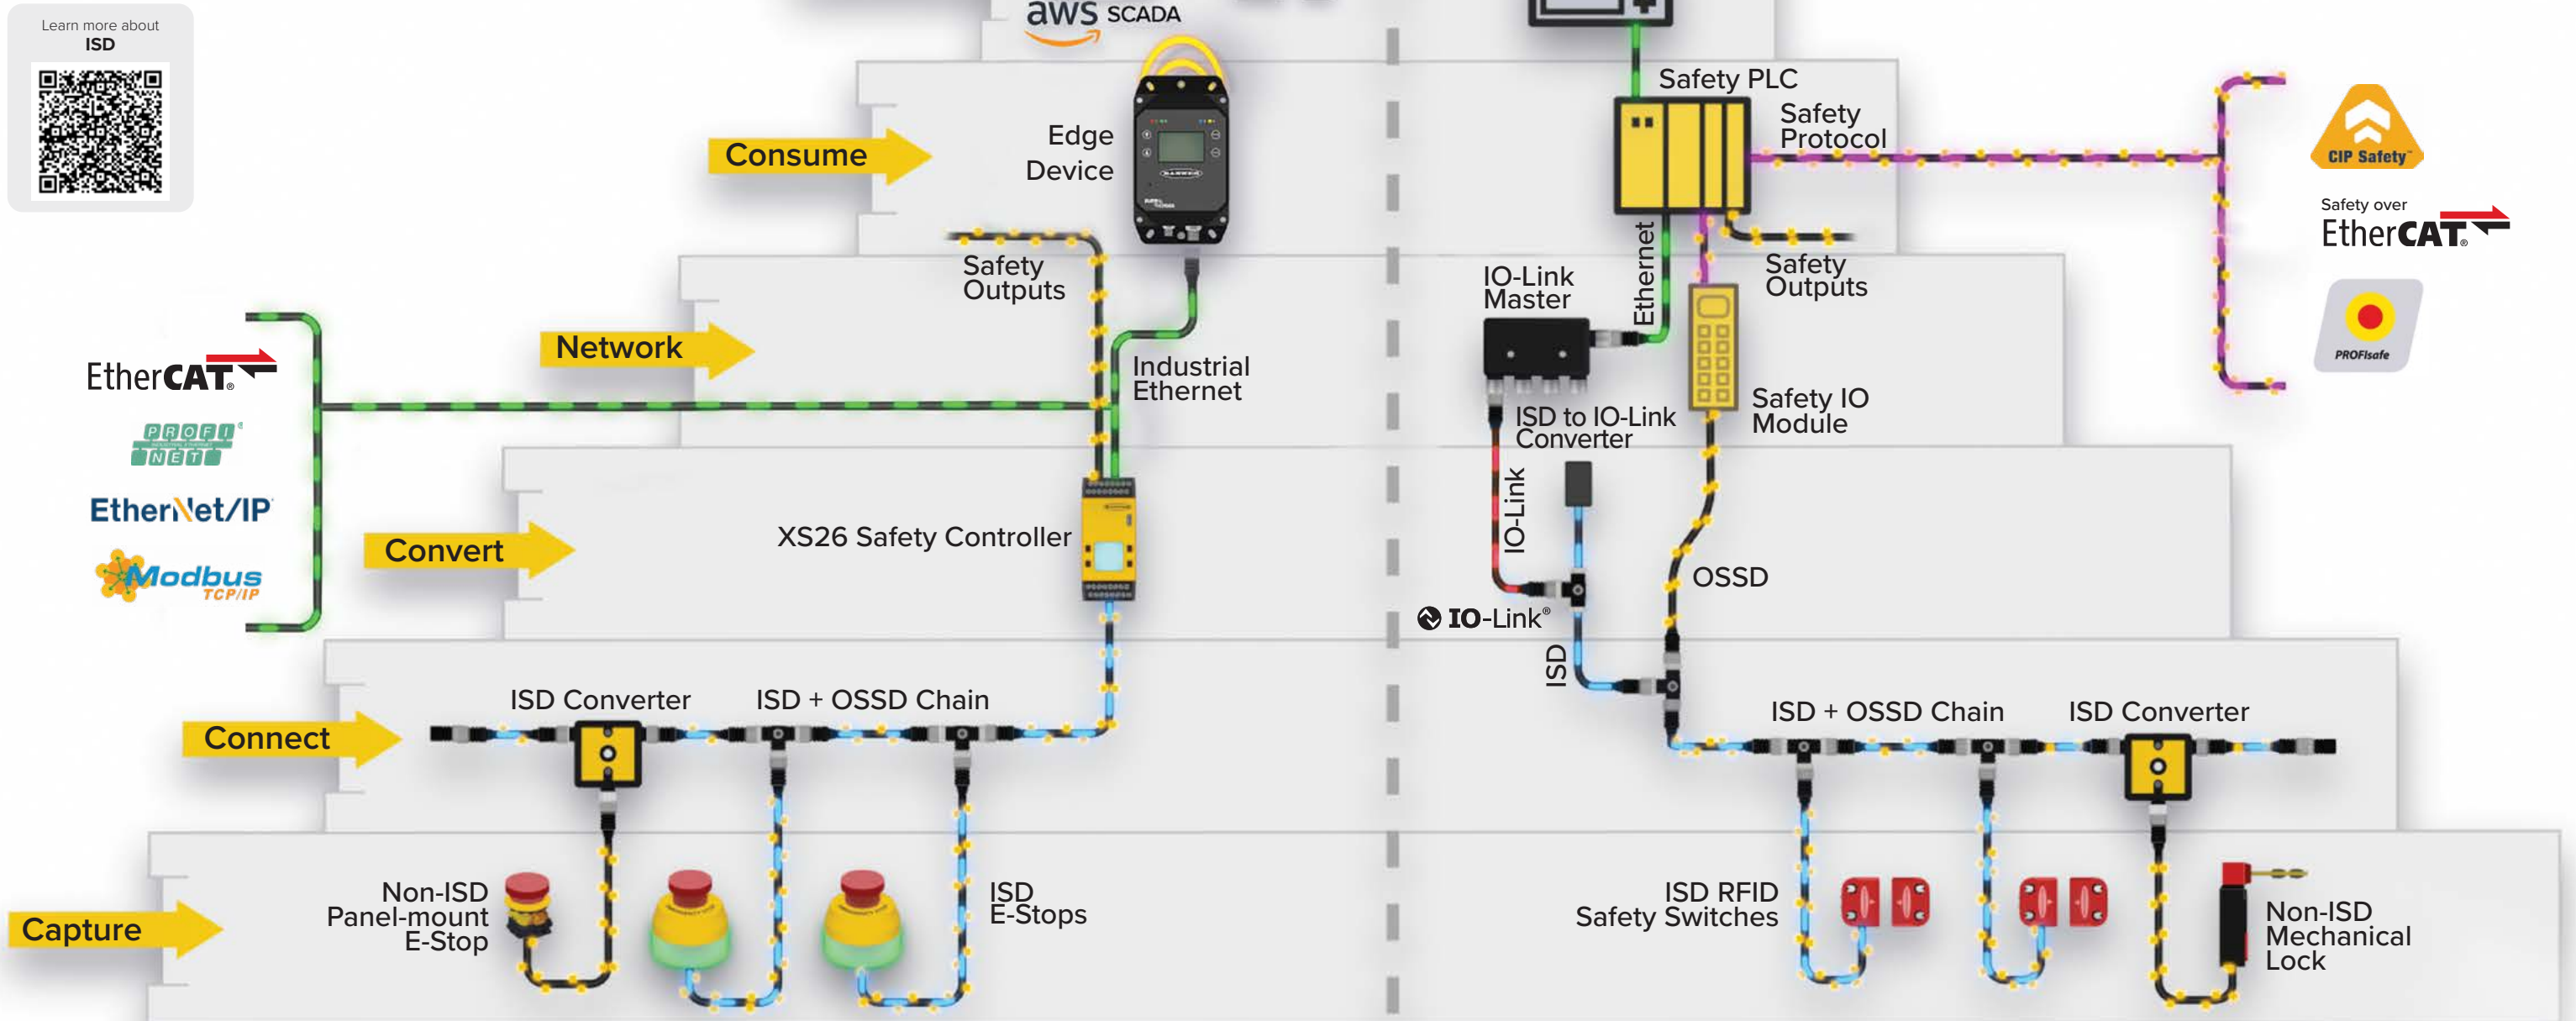 Learn more about
ISD
aws SCADA
Consume
Edge
Device
BANNER
Safety PLC
Safety
Protocol
CIP Safety™
Safety over
EtherCAT®
PROFIsafe
Safety
Outputs
Network
Industrial
Ethernet
IO-Link
Master
Ethernet
Safety
Outputs
Safety IO
Module
ISD to IO-Link
Converter
IO-Link
EtherCAT®
PROFI®
NET
EtherNet/IP
Modbus
TCP/IP
Convert
XS26 Safety Controller
OSSD
IO-Link®
ISD
Connect
ISD Converter
ISD + OSSD Chain
ISD + OSSD Chain
ISD Converter
Capture
Non-ISD
Panel-mount
E-Stop
ISD
E-Stops
ISD RFID
Safety Switches
Non-ISD
Mechanical
Lock